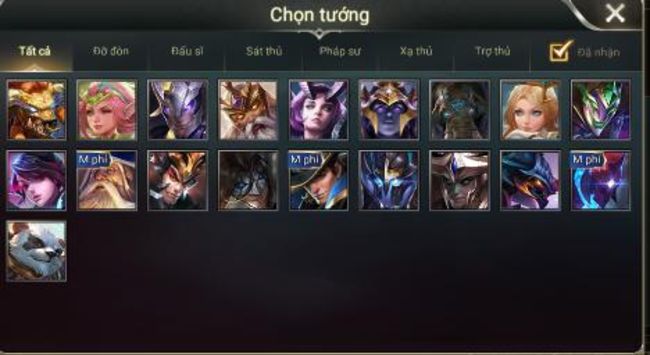 Chọn tướng
Tất cả Đỡ đòn Đấu sĩ Sát thủ Pháp sư Xạ thủ Trợ thủ Đã nhận
M phí M phí M phí